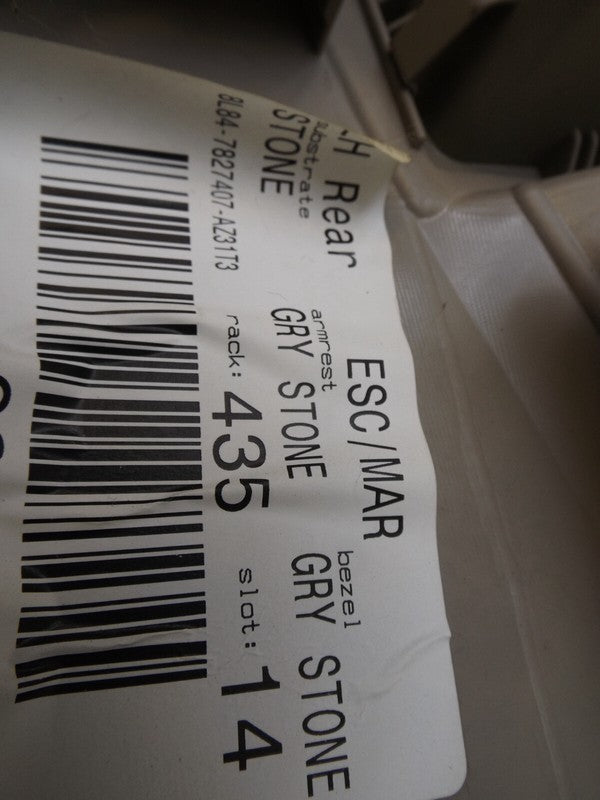 H Rear ESC/MAR
substrate armrest bezel
STONE GRY STONE GRY STONE
8L84-7827407-AZ31T3 rack: 435 slot: 14